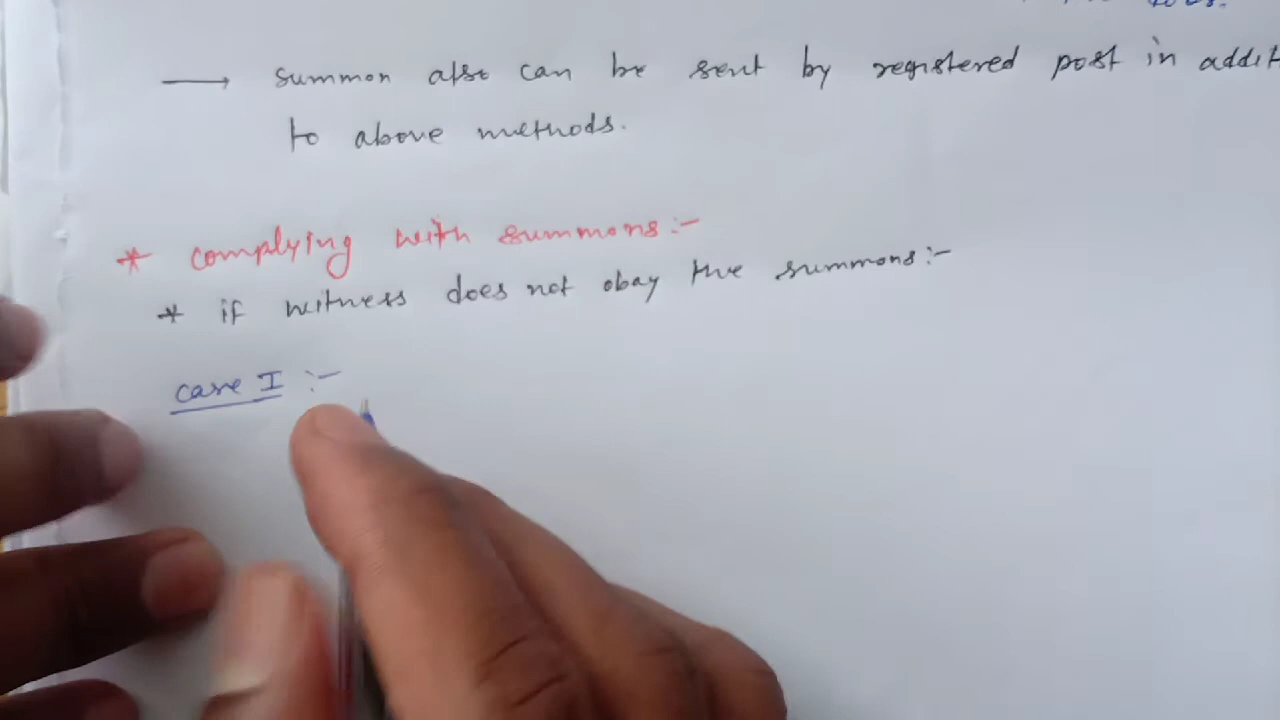 → summon also can be sent by registered post in addit
to above methods.
* complying with summons:-
* if witness does not obay the summons:-
case I :-